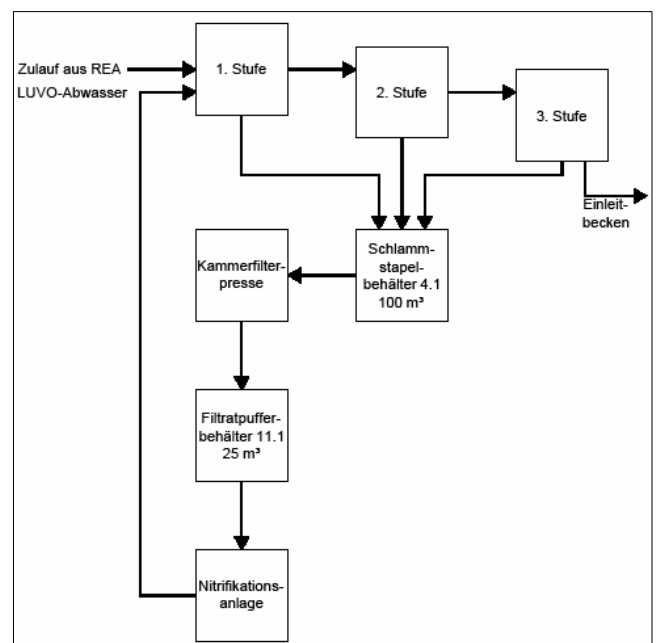 Zulauf aus REA
LUVO-Abwasser
1. Stufe
2. Stufe
3. Stufe
Einleit-
becken
Schlamm-
stapel-
behälter 4.1
100 m³
Kammerfilter-
presse
Filtratpuffer-
behälter 11.1
25 m³
Nitrifikations-
anlage